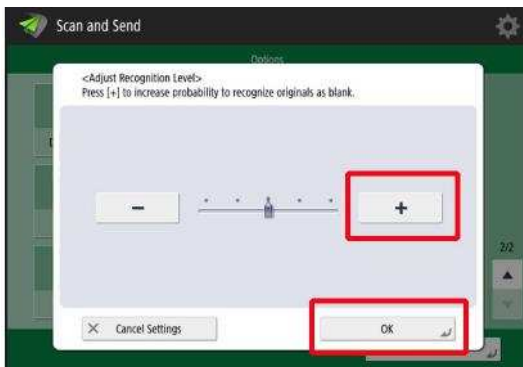 Scan and Send
Options
<Adjust Recognition Level>
Press [+] to increase probability to recognize originals as blank.
−
+
2/2
Cancel Settings
OK